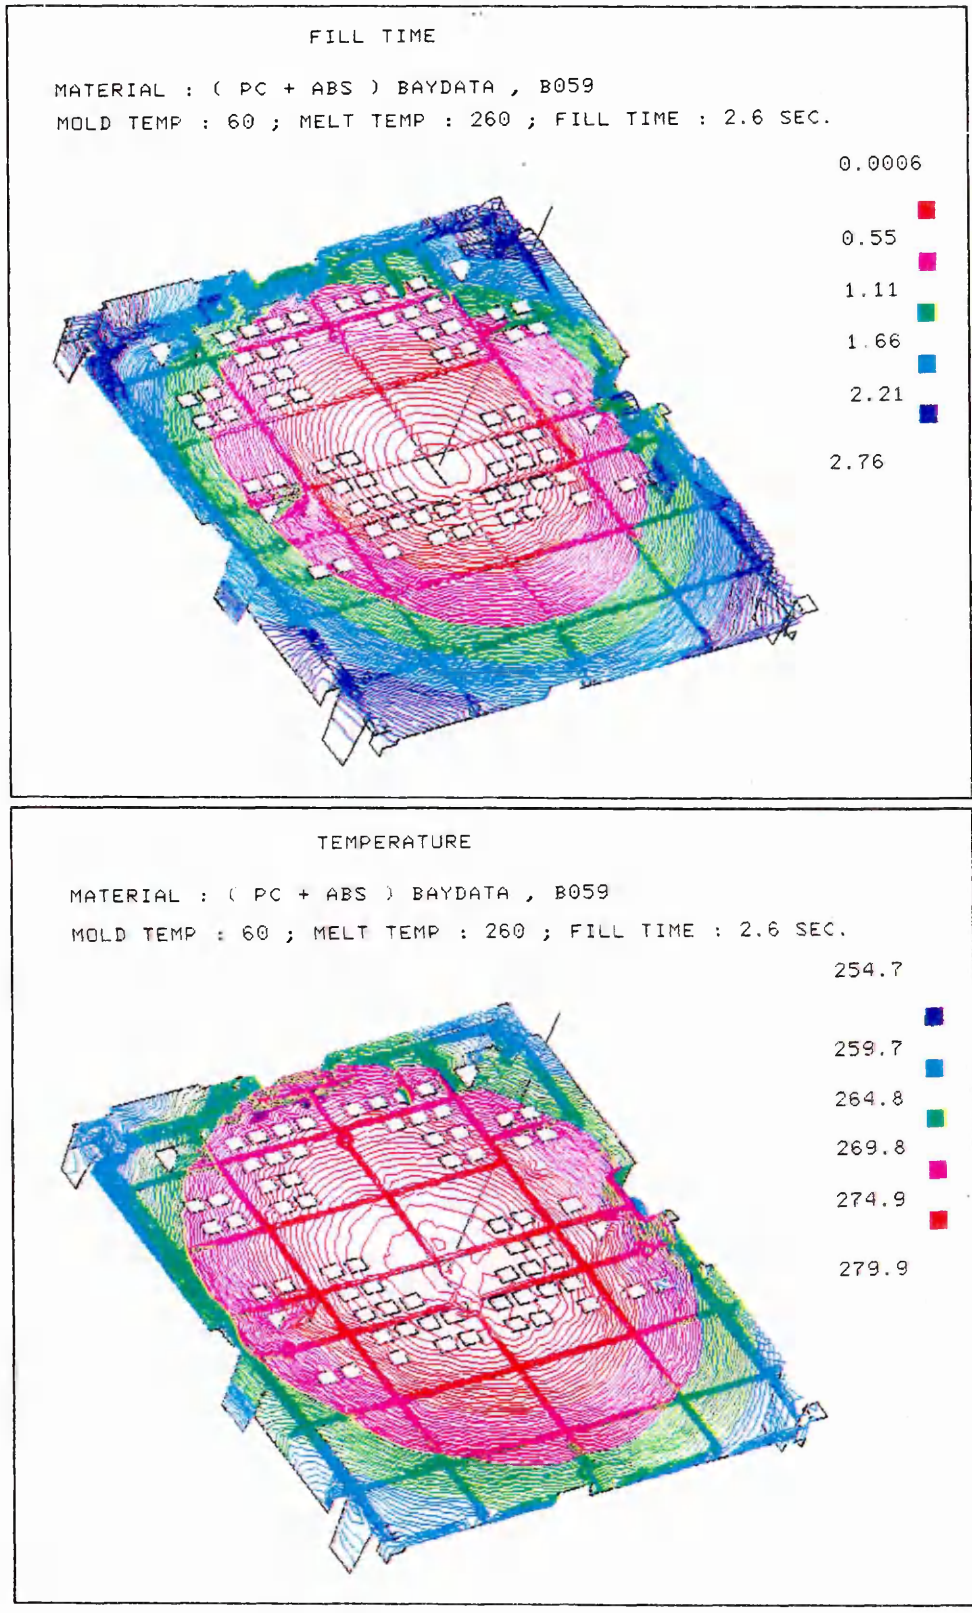 FILL TIME
MATERIAL : ( PC + ABS ) BAYDATA , B059
MOLD TEMP : 60 ; MELT TEMP : 260 ; FILL TIME : 2.6 SEC.
0.0006
0.55
1.11
1.66
2.21
2.76
TEMPERATURE
MATERIAL : ( PC + ABS ) BAYDATA , B059
MOLD TEMP : 60 ; MELT TEMP : 260 ; FILL TIME : 2.6 SEC.
254.7
259.7
264.8
269.8
274.9
279.9